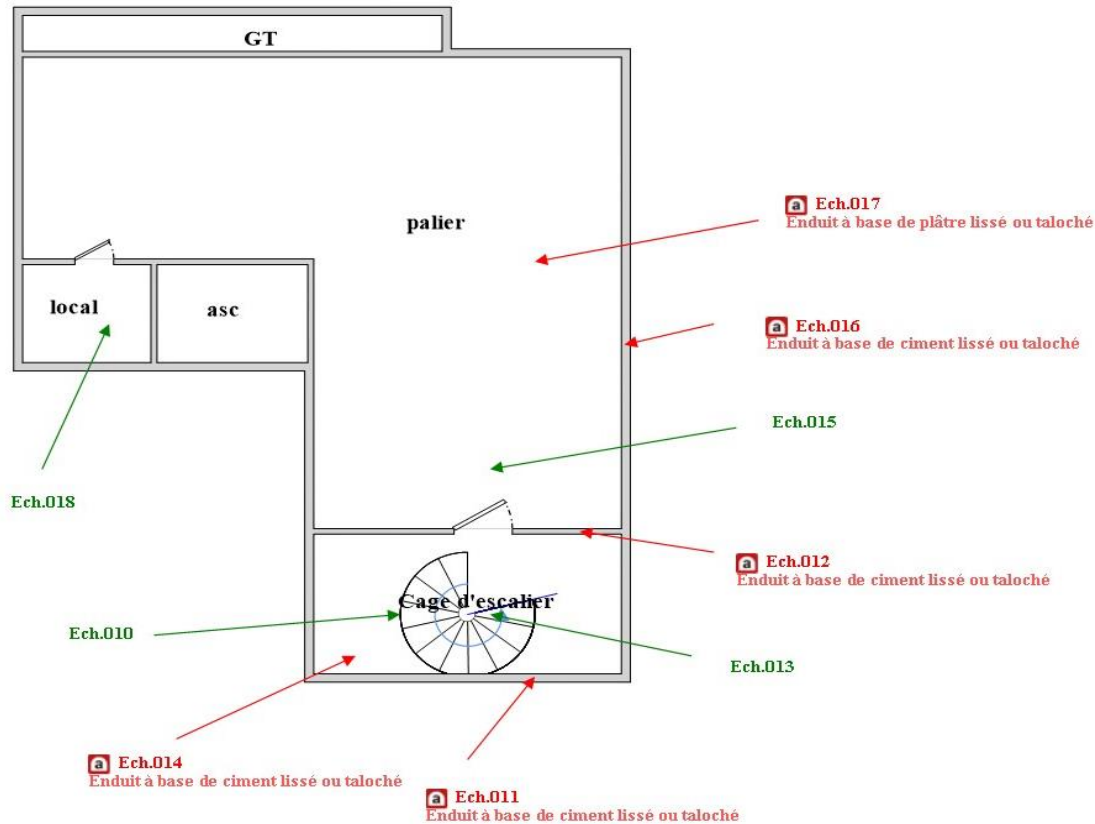 GT
a Ech.017
Enduit à base de plâtre lissé ou taloché
palier
local
asc
a Ech.016
Enduit à base de ciment lissé ou taloché
Ech.015
Ech.018
a Ech.012
Enduit à base de ciment lissé ou taloché
Cage d'escalier
Ech.010
Ech.013
a Ech.014
Enduit à base de ciment lissé ou taloché
a Ech.011
Enduit à base de ciment lissé ou taloché